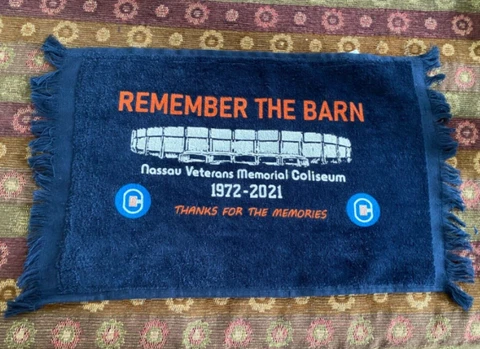 REMEMBER THE BARN
Nassau Veterans Memorial Coliseum
1972-2021
THANKS FOR THE MEMORIES